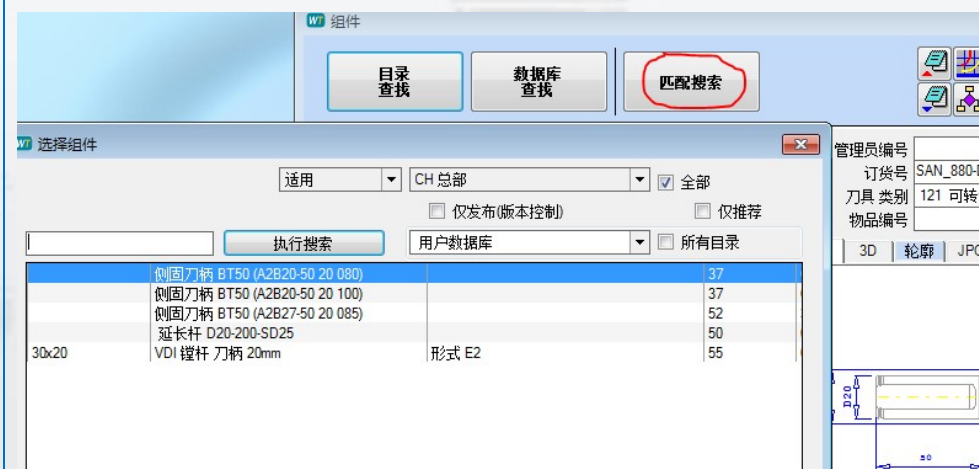 WT 组件
目录
查找
数据库
查找
匹配搜索
WT 选择组件
适用
CH 总部
全部
仅发布(版本控制)
仅推荐
执行搜索
用户数据库
所有目录
侧固刀柄 BT50 (A2B20-50 20 080) 37
侧固刀柄 BT50 (A2B20-50 20 100) 37
侧固刀柄 BT50 (A2B27-50 20 085) 52
延长杆 D20-200-SD25 50
30x20 VDI 镗杆 刀柄 20mm 形式 E2 55
管理员编号
订货号 SAN_880-
刀具 类别 121 可转
物品编号
3D 轮廓 JPG
D20
50